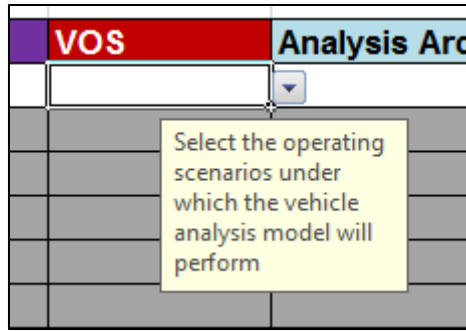 VOS Analysis Arc
Select the operating
scenarios under
which the vehicle
analysis model will
perform